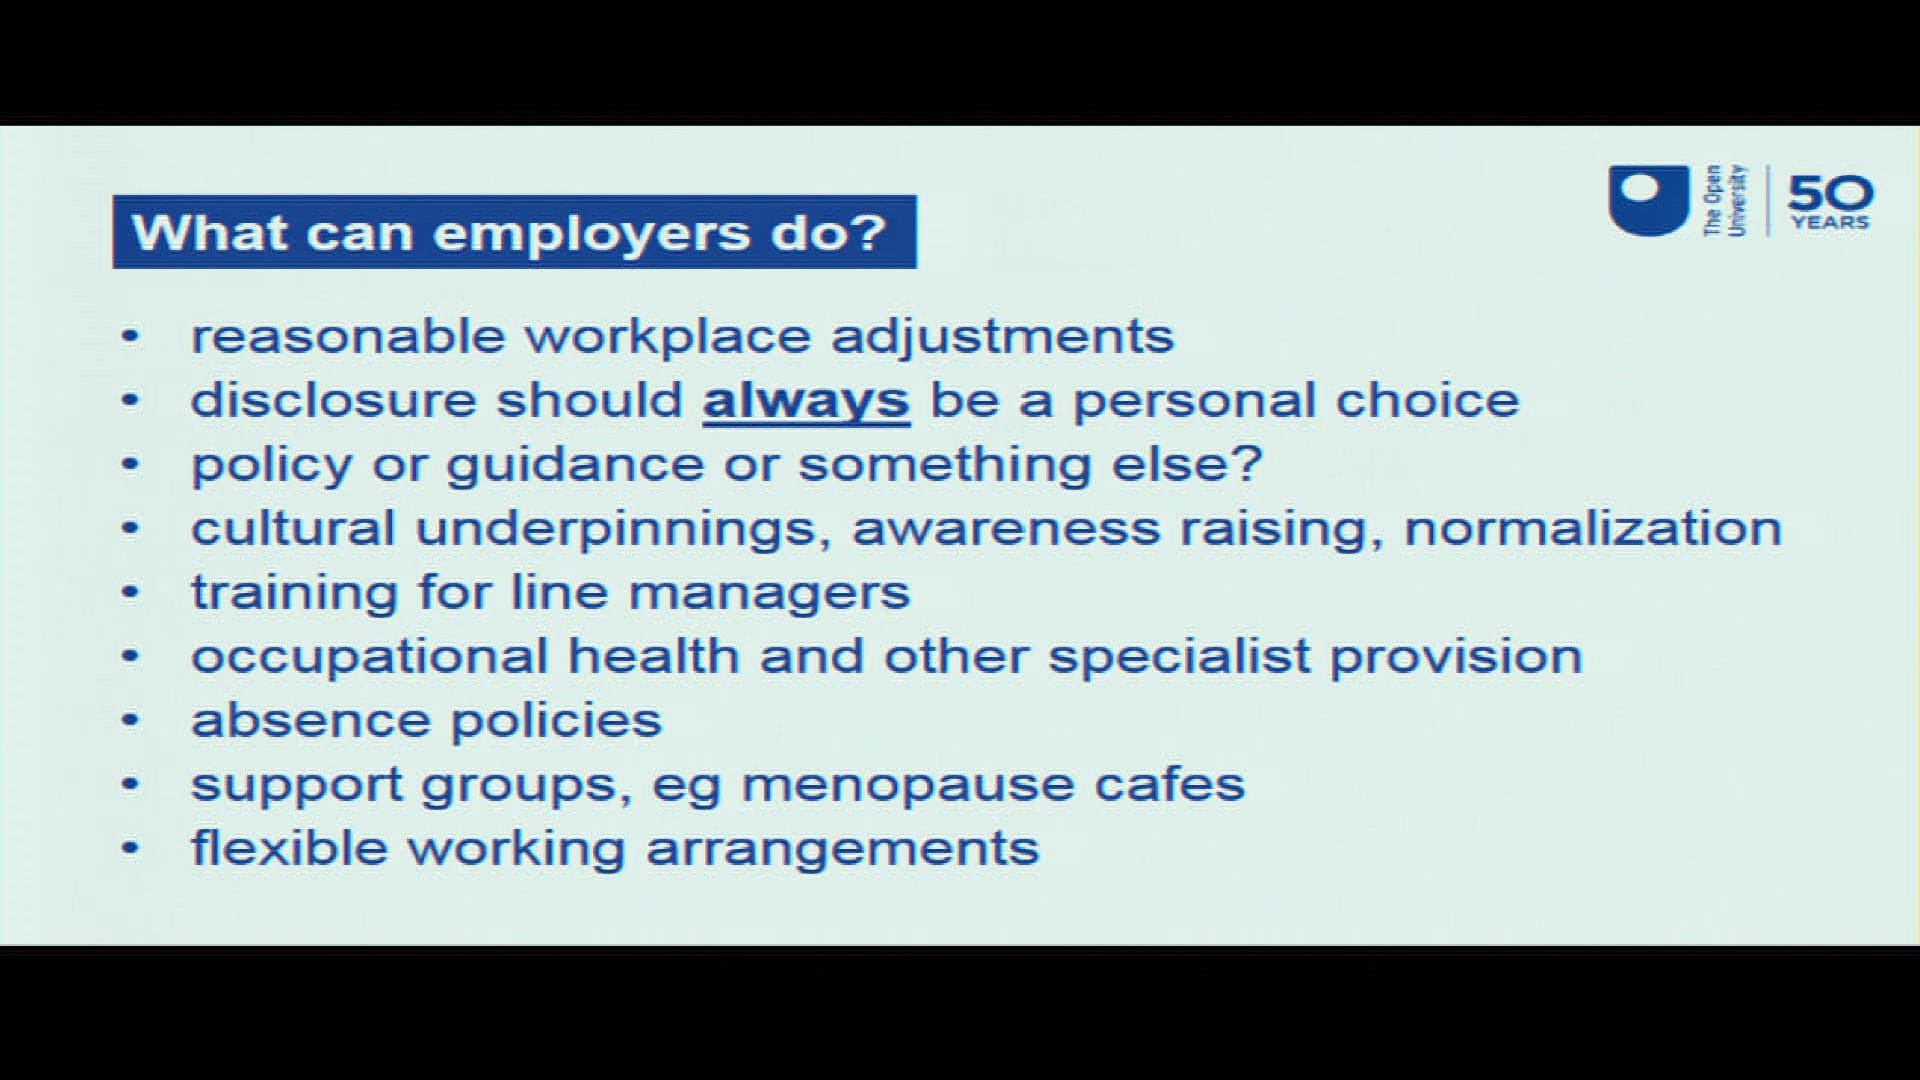 What can employers do?
The Open
University
50
YEARS
• reasonable workplace adjustments
• disclosure should always be a personal choice
• policy or guidance or something else?
• cultural underpinnings, awareness raising, normalization
• training for line managers
• occupational health and other specialist provision
• absence policies
• support groups, eg menopause cafes
• flexible working arrangements